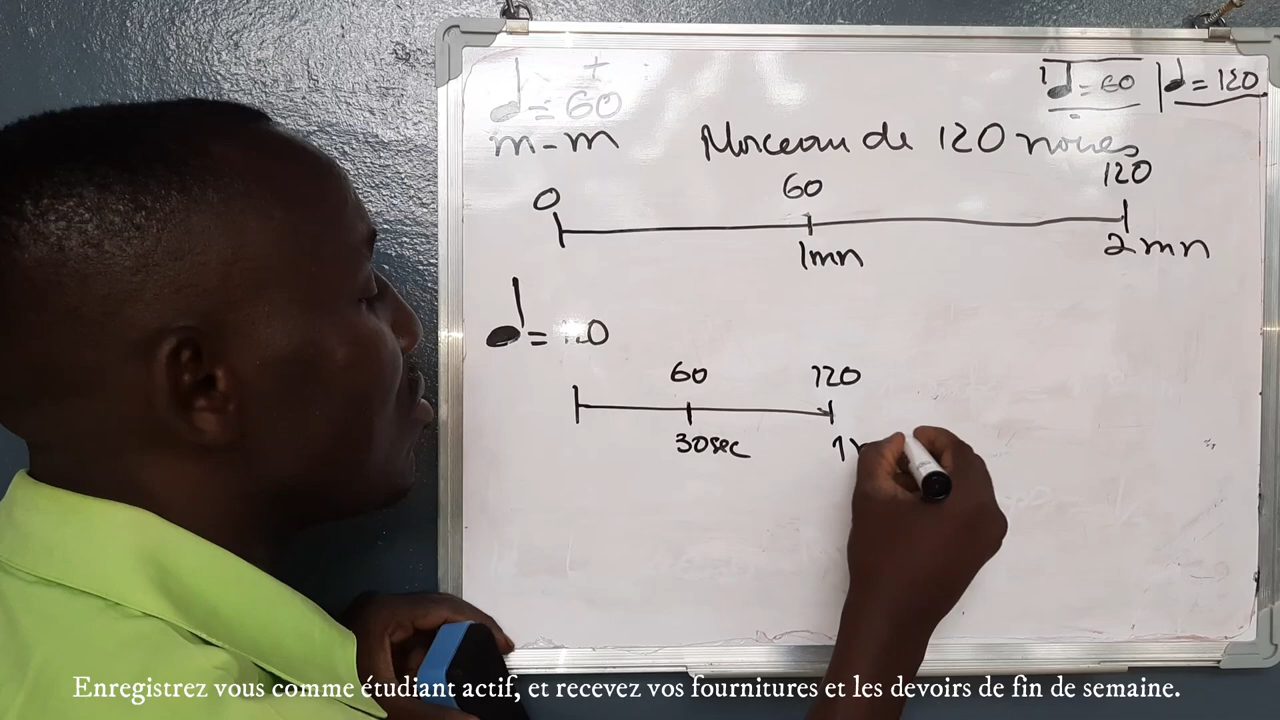 ♩ = 60
m-m
♩ = 60 | ♩ = 120
Morceau de 120 noires
0 60 120
1mn 2mn
♩ = 120
60 120
30sec 1
Enregistrez vous comme étudiant actif, et recevez vos fournitures et les devoirs de fin de semaine.